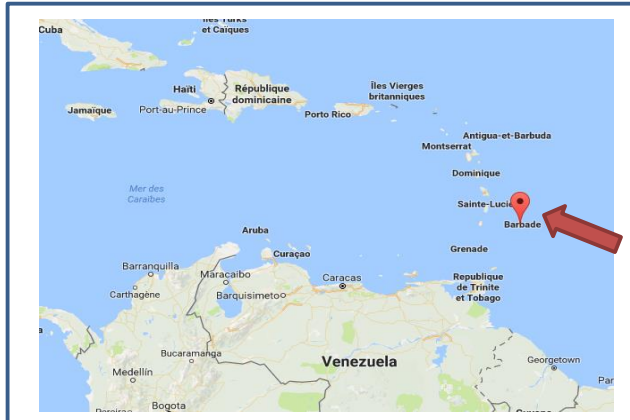 Cuba
Îles Turks
et Caïques
Haïti
République
dominicaine
Îles Vierges
britanniques
Jamaïque
Port-au-Prince
Porto Rico
Antigua-et-Barbuda
Montserrat
Dominique
Mer des
Caraïbes
Sainte-Lucie
Barbade
Aruba
Curaçao
Grenade
Barranquilla
Maracaibo
Caracas
République
de Trinité
et Tobago
Carthagène
Barquisimeto
Bucaramanga
Venezuela
Georgetown
Medellín
Bogota